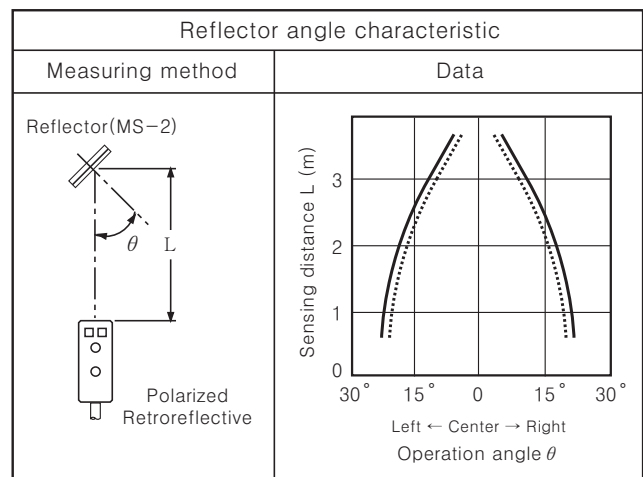 Reflector angle characteristic
Measuring method
Data
Reflector(MS-2)
θ
L
Polarized
Retroreflective
Sensing distance L (m)
3
2
1
0
30° 15° 0 15° 30°
Left ← Center → Right
Operation angle θ